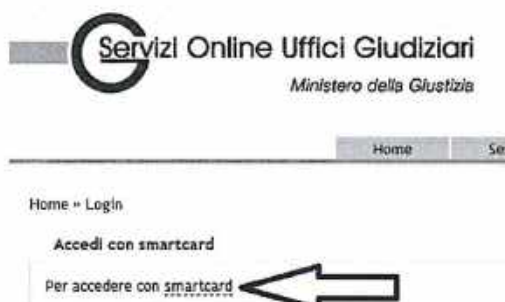 Servizi Online Uffici Giudiziari
Ministero della Giustizia
Home
Home » Login
Accedi con smartcard
Per accedere con smartcard